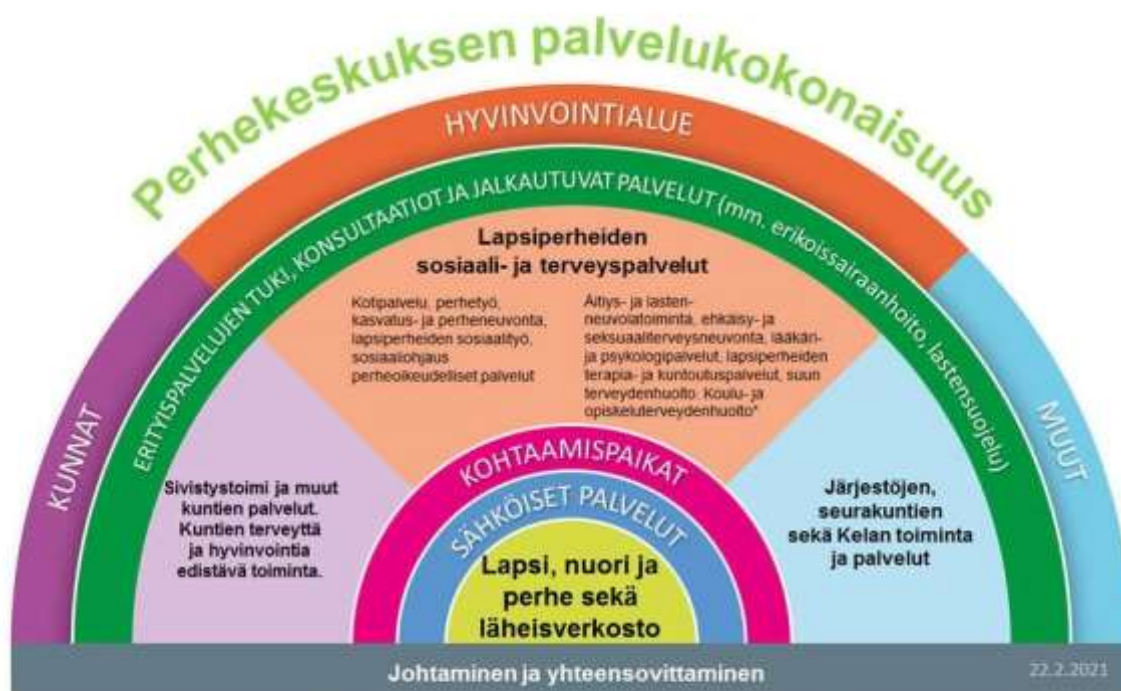 Perhekeskuksen palvelukokonaisuus
HYVINVOINTIALUE
KUNNAT
MUUT
ERITYISPALVELUJEN TUKI, KONSULTAATIOT JA JALKAUTUVAT PALVELUT (mm. erikoissairaanhoito, lastensuojelu)
Lapsiperheiden
sosiaali- ja terveyspalvelut
Kotipalvelu, perhetyö,
kasvatus- ja perheneuvonta,
lapsiperheiden sosiaalityö,
sosiaaliohjaus
perheoikeudelliset palvelut
Äitiys- ja lasten-
neuvolatoiminta, ehkäisy- ja
seksuaaliterveysneuvonta, lääkäri-
ja psykologipalvelut, lapsiperheiden
terapia- ja kuntoutuspalvelut, suun
terveydenhuolto. Koulu- ja
opiskeluterveydenhuolto*
Sivistystoimi ja muut
kuntien palvelut.
Kuntien terveyttä
ja hyvinvointia
edistävä toiminta.
Järjestöjen,
seurakuntien
sekä Kelan toiminta
ja palvelut
KOHTAAMISPAIKAT
SÄHKÖISET PALVELUT
Lapsi, nuori ja
perhe sekä
läheisverkosto
Johtaminen ja yhteensovittaminen
22.2.2021